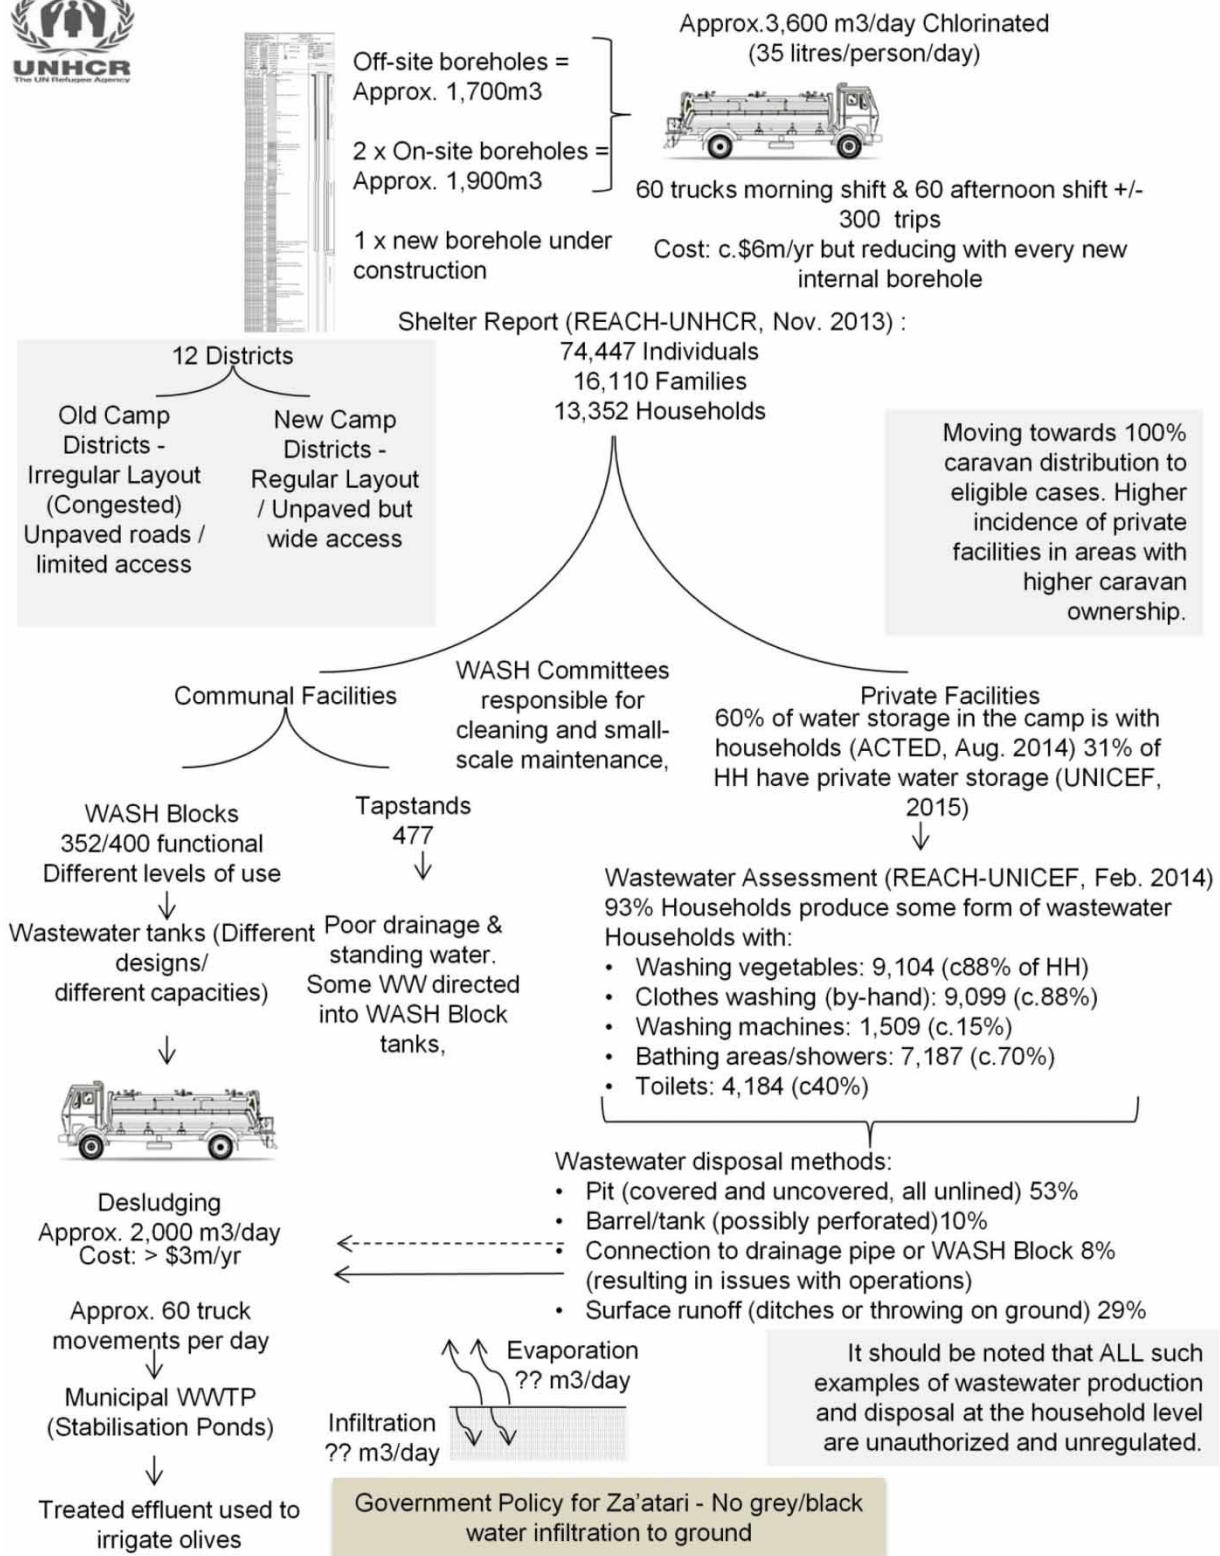 UNHCR
The UN Refugee Agency
Off-site boreholes =
Approx. 1,700m3
2 x On-site boreholes =
Approx. 1,900m3
1 x new borehole under
construction
Approx.3,600 m3/day Chlorinated
(35 litres/person/day)
60 trucks morning shift & 60 afternoon shift +/-
300 trips
Cost: c.$6m/yr but reducing with every new
internal borehole
Shelter Report (REACH-UNHCR, Nov. 2013) :
74,447 Individuals
16,110 Families
13,352 Households
12 Districts
Old Camp
Districts -
Irregular Layout
(Congested)
Unpaved roads /
limited access
New Camp
Districts -
Regular Layout
/ Unpaved but
wide access
Moving towards 100%
caravan distribution to
eligible cases. Higher
incidence of private
facilities in areas with
higher caravan
ownership.
Communal Facilities
WASH Committees
responsible for
cleaning and small-
scale maintenance,
Private Facilities
60% of water storage in the camp is with
households (ACTED, Aug. 2014) 31% of
HH have private water storage (UNICEF,
2015)
WASH Blocks
352/400 functional
Different levels of use
Tapstands
477
Wastewater tanks (Different
designs/
different capacities)
Poor drainage &
standing water.
Some WW directed
into WASH Block
tanks,
Wastewater Assessment (REACH-UNICEF, Feb. 2014)
93% Households produce some form of wastewater
Households with:
• Washing vegetables: 9,104 (c88% of HH)
• Clothes washing (by-hand): 9,099 (c.88%)
• Washing machines: 1,509 (c.15%)
• Bathing areas/showers: 7,187 (c.70%)
• Toilets: 4,184 (c40%)
Wastewater disposal methods:
• Pit (covered and uncovered, all unlined) 53%
• Barrel/tank (possibly perforated)10%
• Connection to drainage pipe or WASH Block 8%
(resulting in issues with operations)
• Surface runoff (ditches or throwing on ground) 29%
Desludging
Approx. 2,000 m3/day
Cost: > $3m/yr
Approx. 60 truck
movements per day
Municipal WWTP
(Stabilisation Ponds)
Treated effluent used to
irrigate olives
Evaporation
?? m3/day
Infiltration
?? m3/day
It should be noted that ALL such
examples of wastewater production
and disposal at the household level
are unauthorized and unregulated.
Government Policy for Za'atari - No grey/black
water infiltration to ground